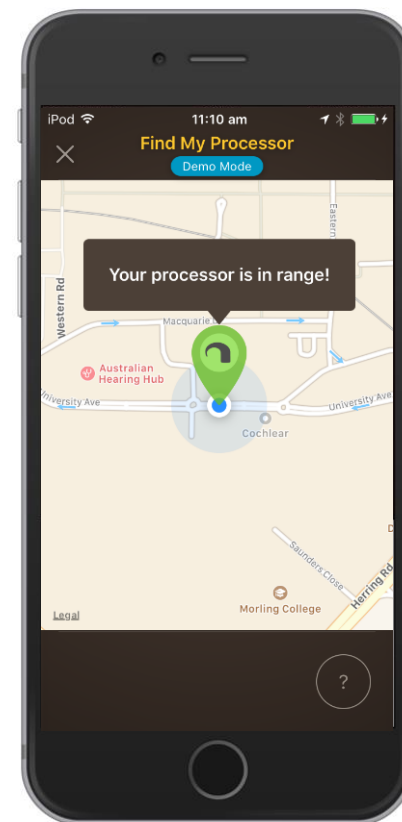 iPod 11:10 am
Find My Processor
Demo Mode
Eastern
Your processor is in range!
Western Rd
Macquarie
Australian
Hearing Hub
University Ave
University Ave
Cochlear
Saunders Close
Herring Rd
D
Morling College
Legal
?